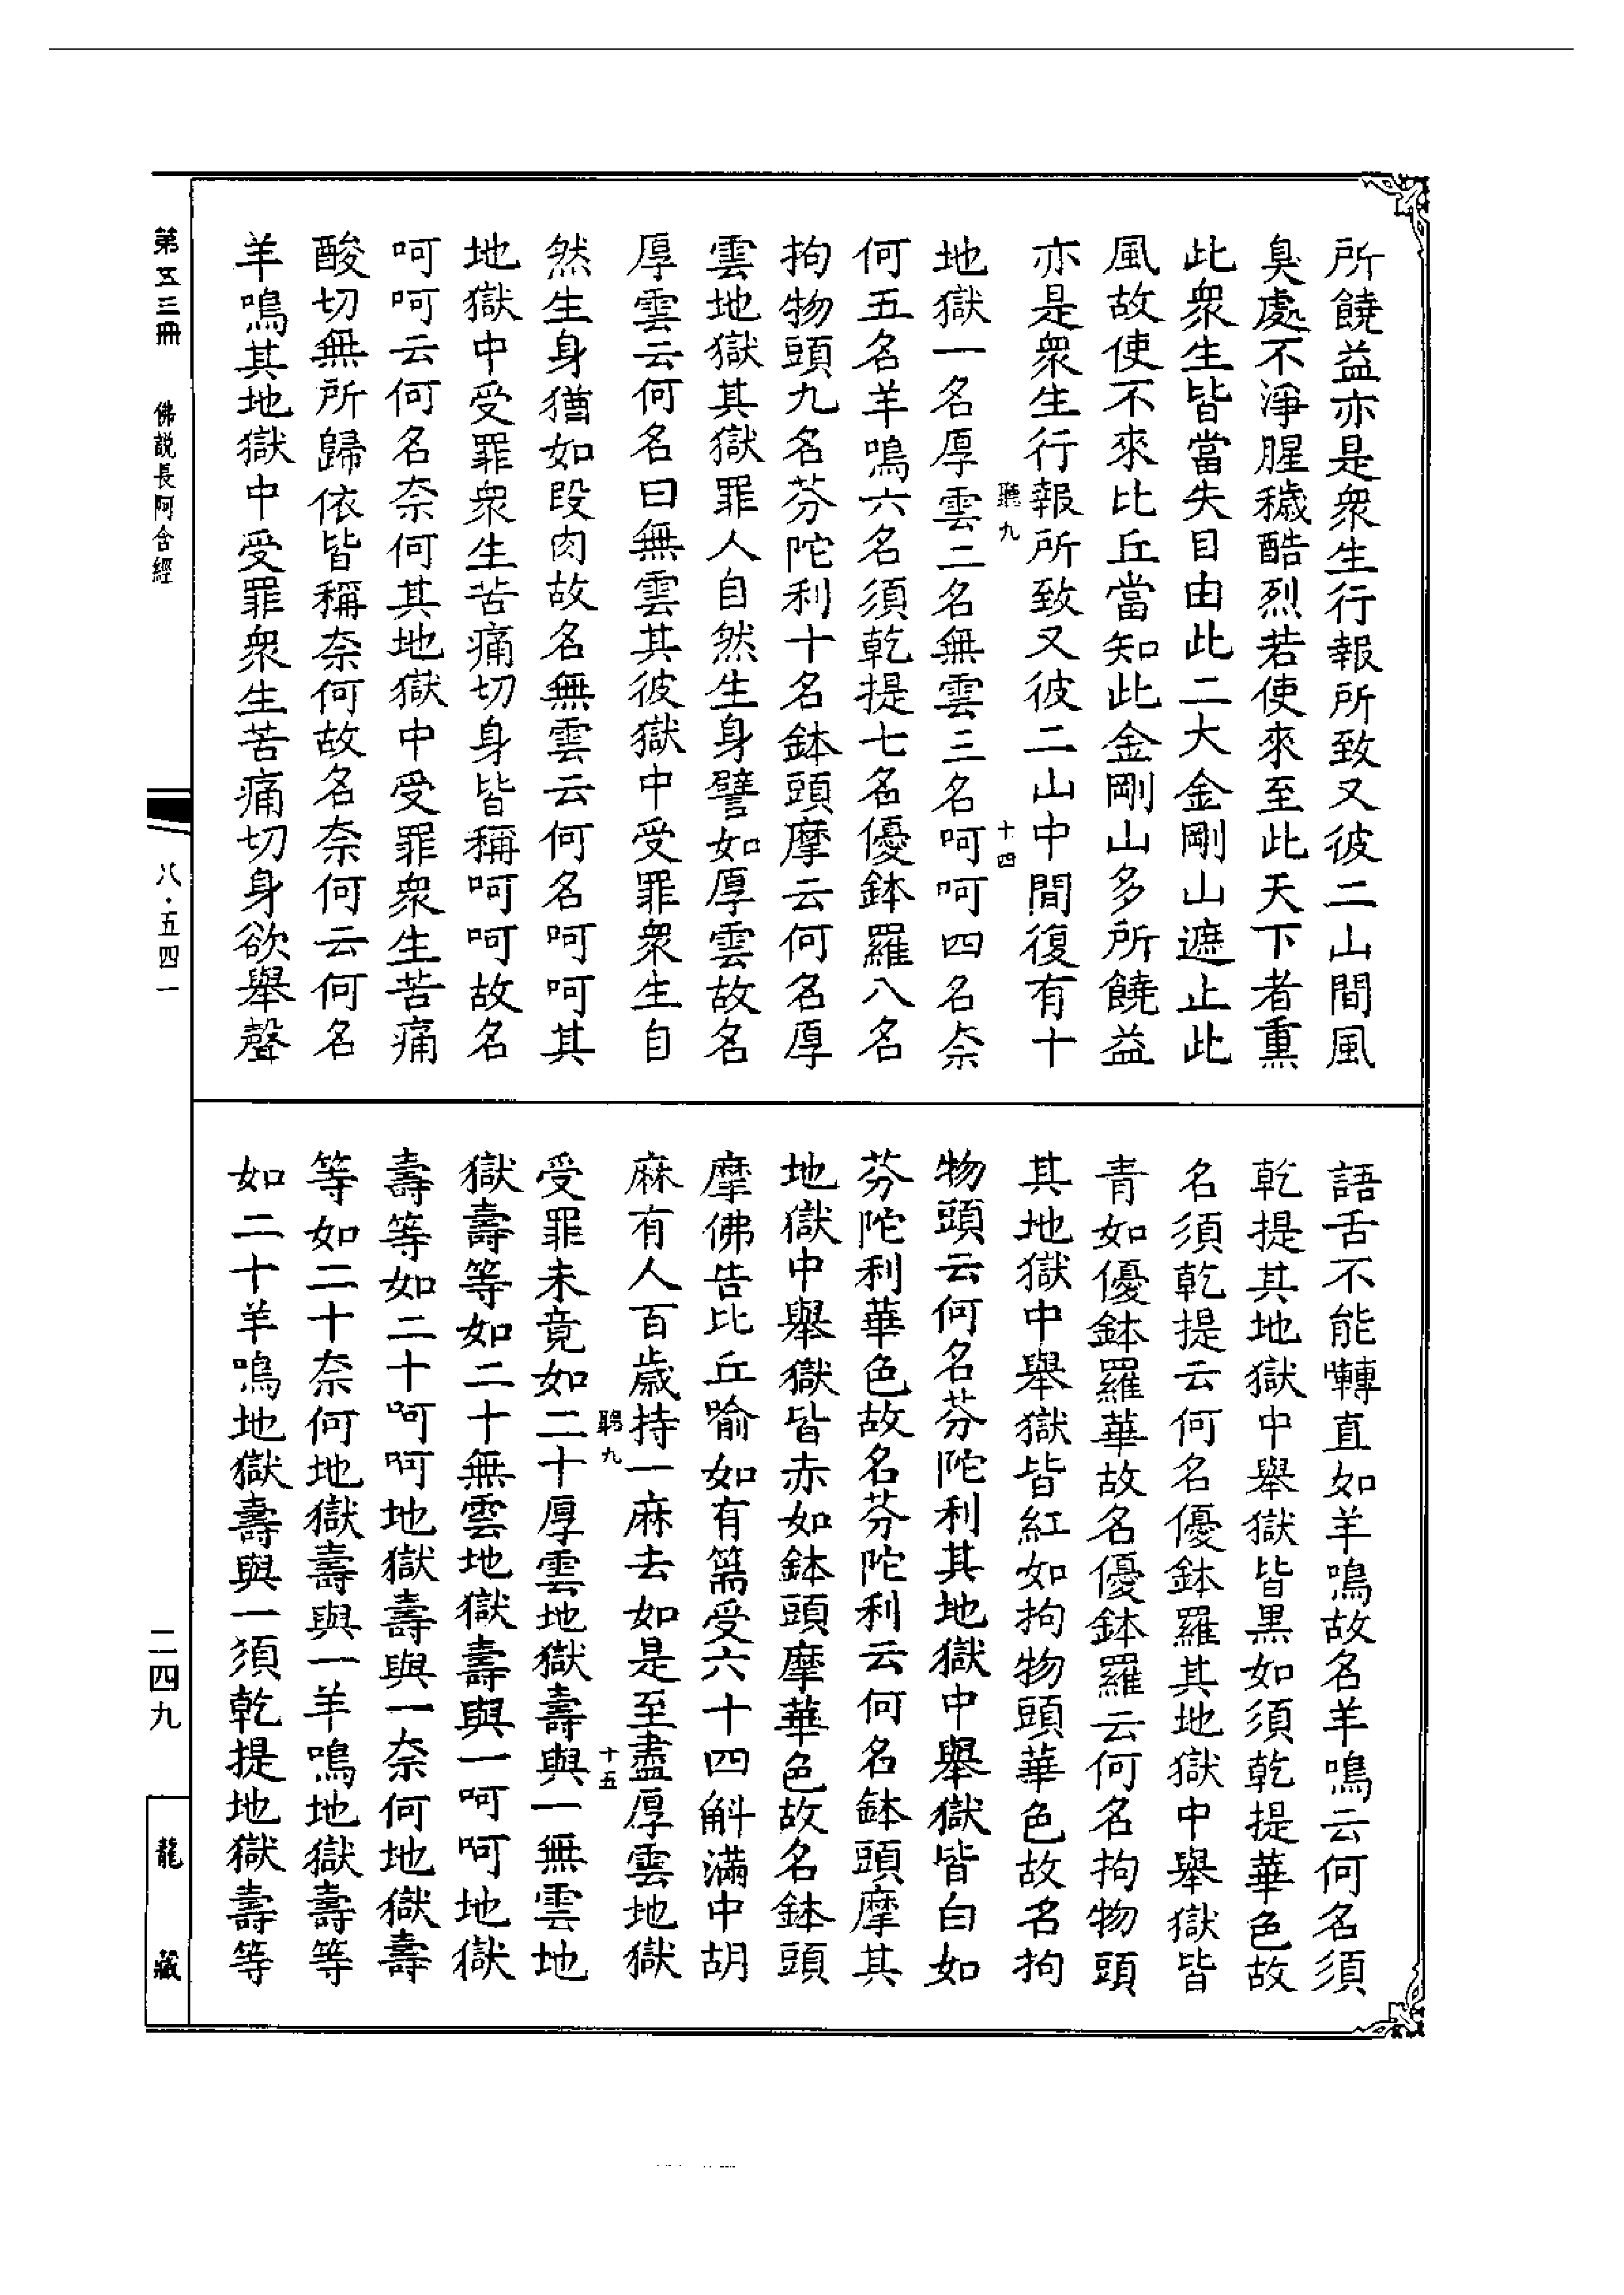 所饒益亦是衆生行報所致又彼二山間風
臭處不淨腥穢酷烈若使來至此天下者熏
此衆生皆當失目由此二大金剛山遮止此
風故使不來比丘當知此金剛山多所饒益
亦是衆生行報所致又彼二山中間復有十
聽九
十四
地獄一名厚雲二名無雲三名呵呵四名奈
何五名羊鳴六名須乾提七名優鉢羅八名
拘物頭九名芬陀利十名鉢頭摩云何名厚
雲地獄其獄罪人自然生身譬如厚雲故名
厚雲云何名曰無雲其彼獄中受罪衆生自
然生身猶如段肉故名無雲云何名呵呵其
地獄中受罪衆生苦痛切身皆稱呵呵故名
呵呵云何名奈何其地獄中受罪衆生苦痛
酸切無所歸依皆稱奈何故名奈何云何名
羊鳴其地獄中受罪衆生苦痛切身欲舉聲
語舌不能囀直如羊鳴故名羊鳴云何名須
乾提其地獄中舉獄皆黑如須乾提華色故
名須乾提云何名優鉢羅其地獄中舉獄皆
青如優鉢羅華故名優鉢羅云何名拘物頭
其地獄中舉獄皆紅如拘物頭華色故名拘
物頭云何名芬陀利其地獄中舉獄皆白如
芬陀利華色故名芬陀利云何名鉢頭摩其
地獄中舉獄皆赤如鉢頭摩華色故名鉢頭
摩佛告比丘喻如有篅受六十四斛滿中胡
麻有人百歲持一麻去如是至盡厚雲地獄
聽九
十五
受罪未竟如二十厚雲地獄壽與一無雲地
獄壽等如二十無雲地獄壽與一呵呵地獄
壽等如二十呵呵地獄壽與一奈何地獄壽
等如二十奈何地獄壽與一羊鳴地獄壽等
如二十羊鳴地獄壽與一須乾提地獄壽等
第五三冊
佛說長阿含經
八·五四一
二四九
龍藏